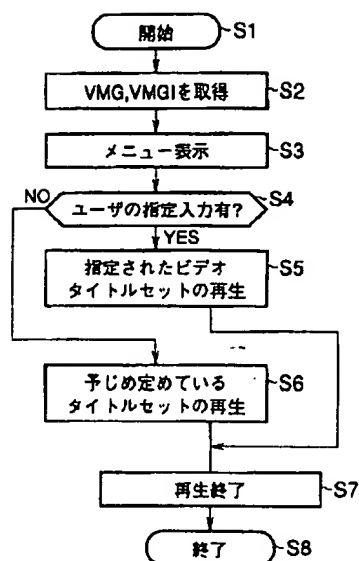 開始
S1
VMG,VMGIを取得
S2
メニュー表示
S3
NO
ユーザの指定入力有?
S4
YES
指定されたビデオ
タイトルセットの再生
S5
予じめ定めている
タイトルセットの再生
S6
再生終了
S7
終了
S8